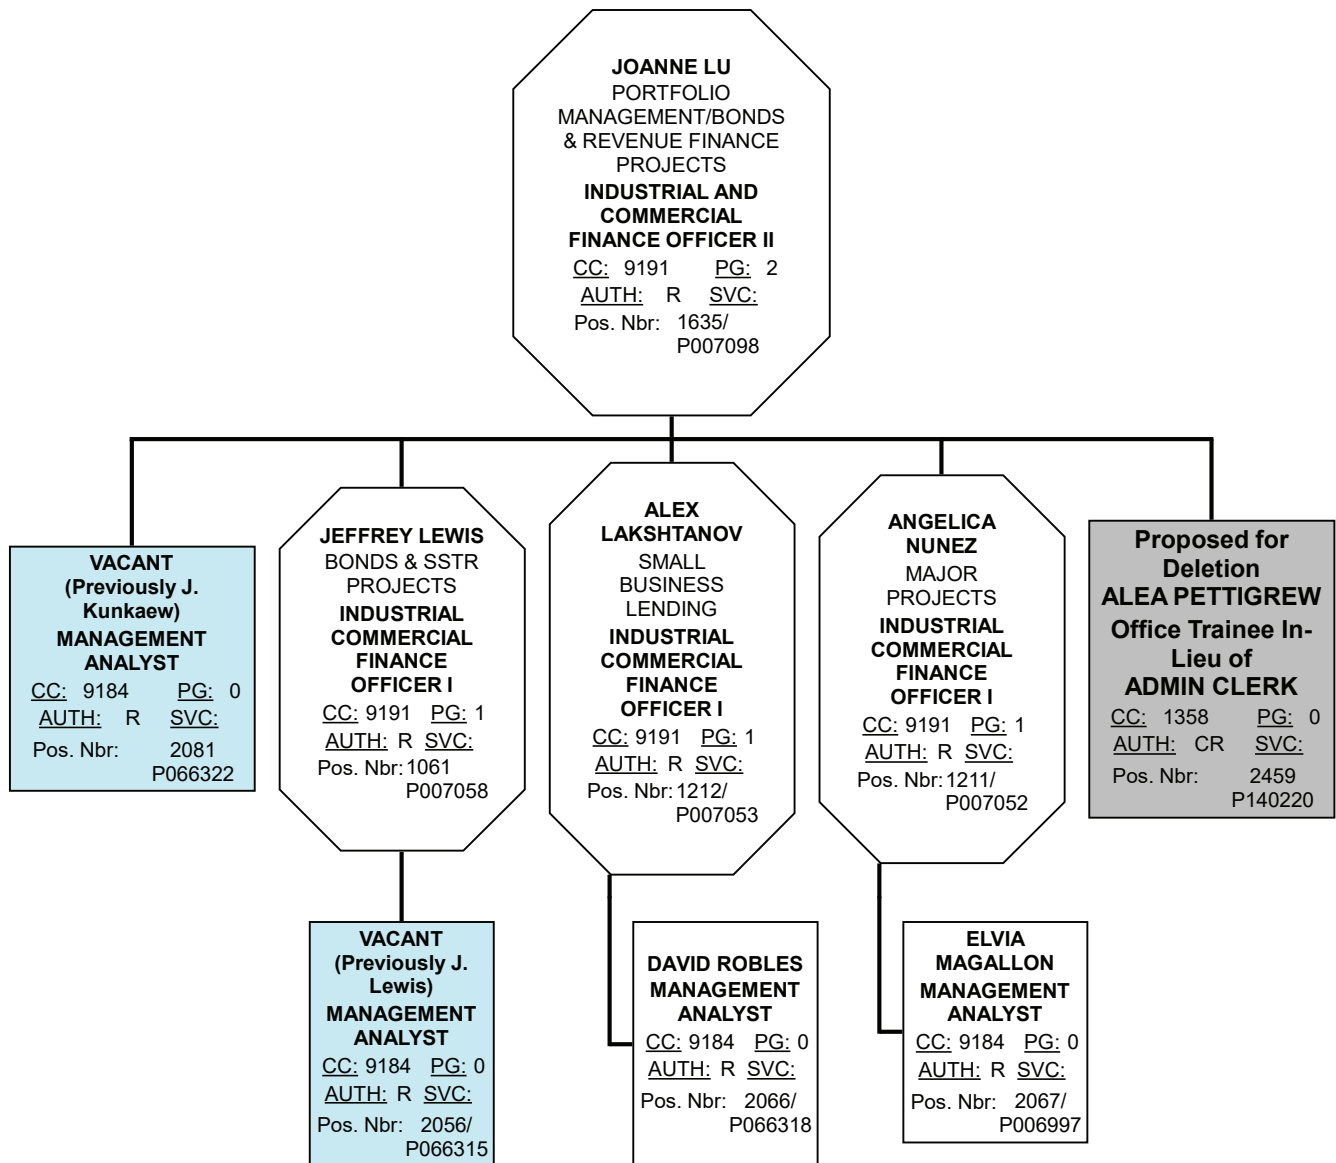 JOANNE LU
PORTFOLIO
MANAGEMENT/BONDS
& REVENUE FINANCE
PROJECTS
INDUSTRIAL AND
COMMERCIAL
FINANCE OFFICER II
CC: 9191 PG: 2
AUTH: R SVC:
Pos. Nbr: 1635/
P007098
VACANT
(Previously J.
Kunkaew)
MANAGEMENT
ANALYST
CC: 9184 PG: 0
AUTH: R SVC:
Pos. Nbr: 2081
P066322
JEFFREY LEWIS
BONDS & SSTR
PROJECTS
INDUSTRIAL
COMMERCIAL
FINANCE
OFFICER I
CC: 9191 PG: 1
AUTH: R SVC:
Pos. Nbr: 1061
P007058
ALEX
LAKSHTANOV
SMALL
BUSINESS
LENDING
INDUSTRIAL
COMMERCIAL
FINANCE
OFFICER I
CC: 9191 PG: 1
AUTH: R SVC:
Pos. Nbr: 1212/
P007053
ANGELICA
NUNEZ
MAJOR
PROJECTS
INDUSTRIAL
COMMERCIAL
FINANCE
OFFICER I
CC: 9191 PG: 1
AUTH: R SVC:
Pos. Nbr: 1211/
P007052
Proposed for
Deletion
ALEA PETTIGREW
Office Trainee In-
Lieu of
ADMIN CLERK
CC: 1358 PG: 0
AUTH: CR SVC:
Pos. Nbr: 2459
P140220
VACANT
(Previously J.
Lewis)
MANAGEMENT
ANALYST
CC: 9184 PG: 0
AUTH: R SVC:
Pos. Nbr: 2056/
P066315
DAVID ROBLES
MANAGEMENT
ANALYST
CC: 9184 PG: 0
AUTH: R SVC:
Pos. Nbr: 2066/
P066318
ELVIA
MAGALLON
MANAGEMENT
ANALYST
CC: 9184 PG: 0
AUTH: R SVC:
Pos. Nbr: 2067/
P006997